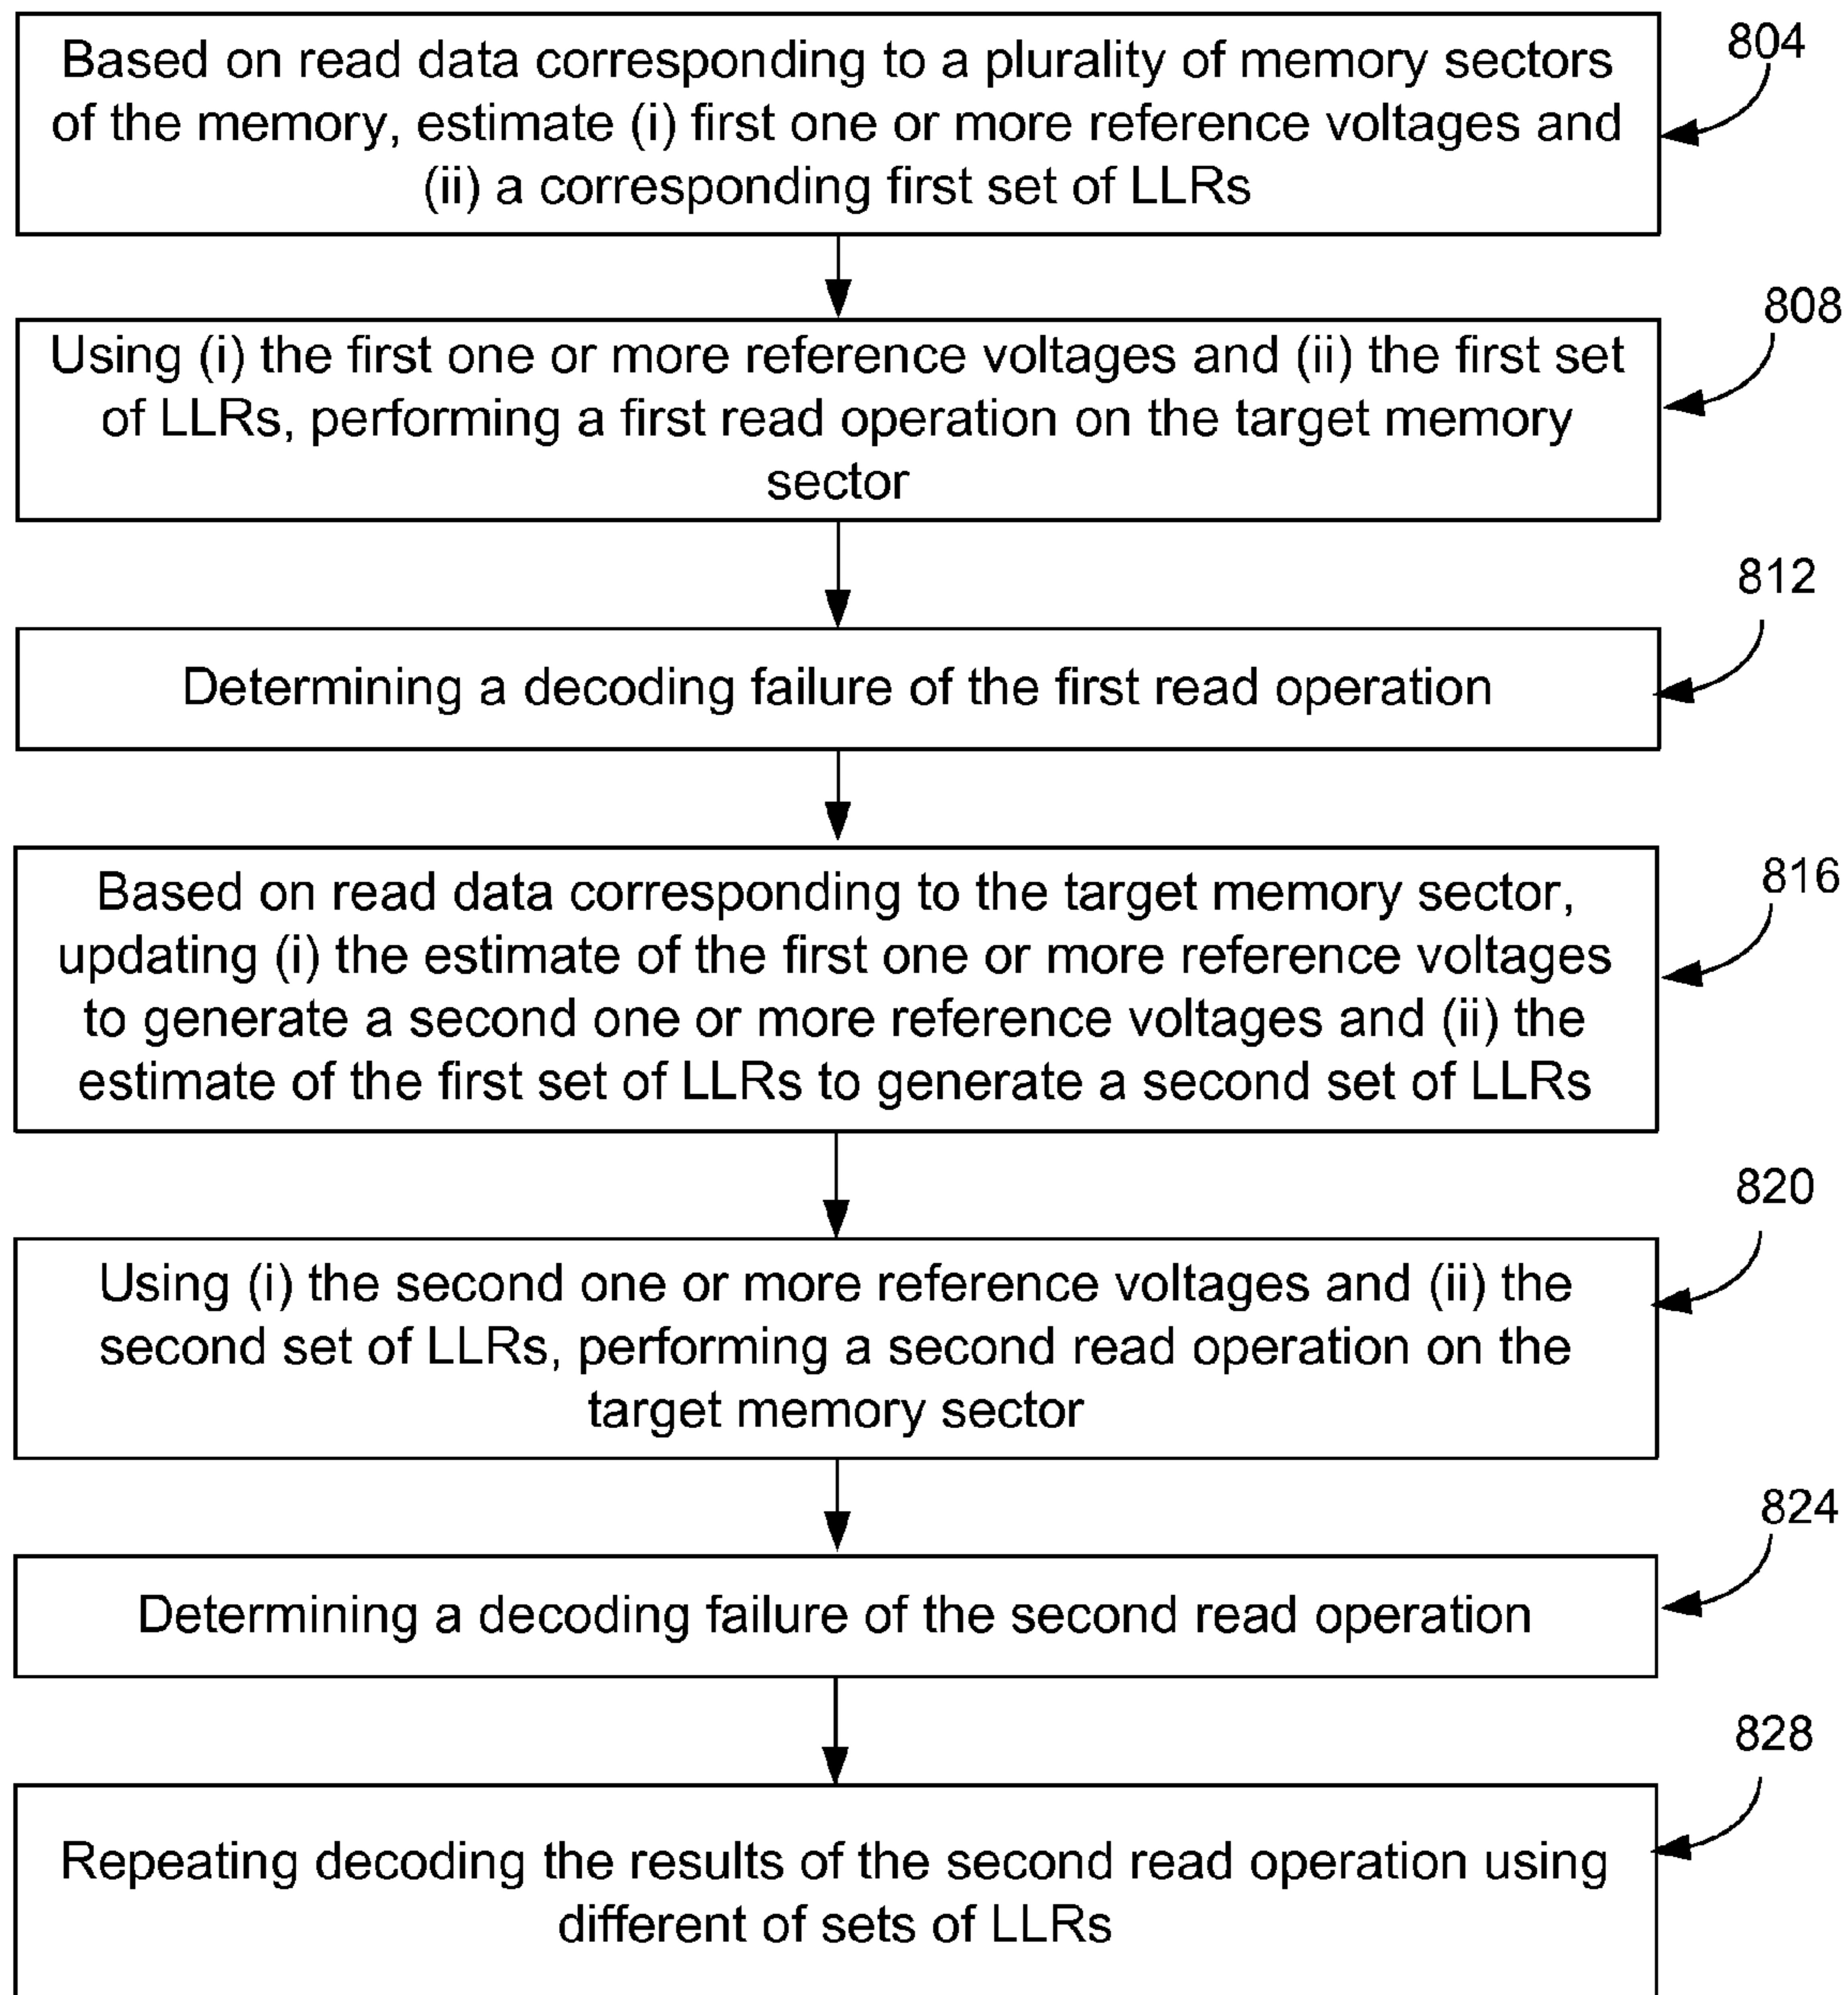 Based on read data corresponding to a plurality of memory sectors
of the memory, estimate (i) first one or more reference voltages and
(ii) a corresponding first set of LLRs
804
Using (i) the first one or more reference voltages and (ii) the first set
of LLRs, performing a first read operation on the target memory
sector
808
Determining a decoding failure of the first read operation
812
Based on read data corresponding to the target memory sector,
updating (i) the estimate of the first one or more reference voltages
to generate a second one or more reference voltages and (ii) the
estimate of the first set of LLRs to generate a second set of LLRs
816
Using (i) the second one or more reference voltages and (ii) the
second set of LLRs, performing a second read operation on the
target memory sector
820
Determining a decoding failure of the second read operation
824
Repeating decoding the results of the second read operation using
different of sets of LLRs
828